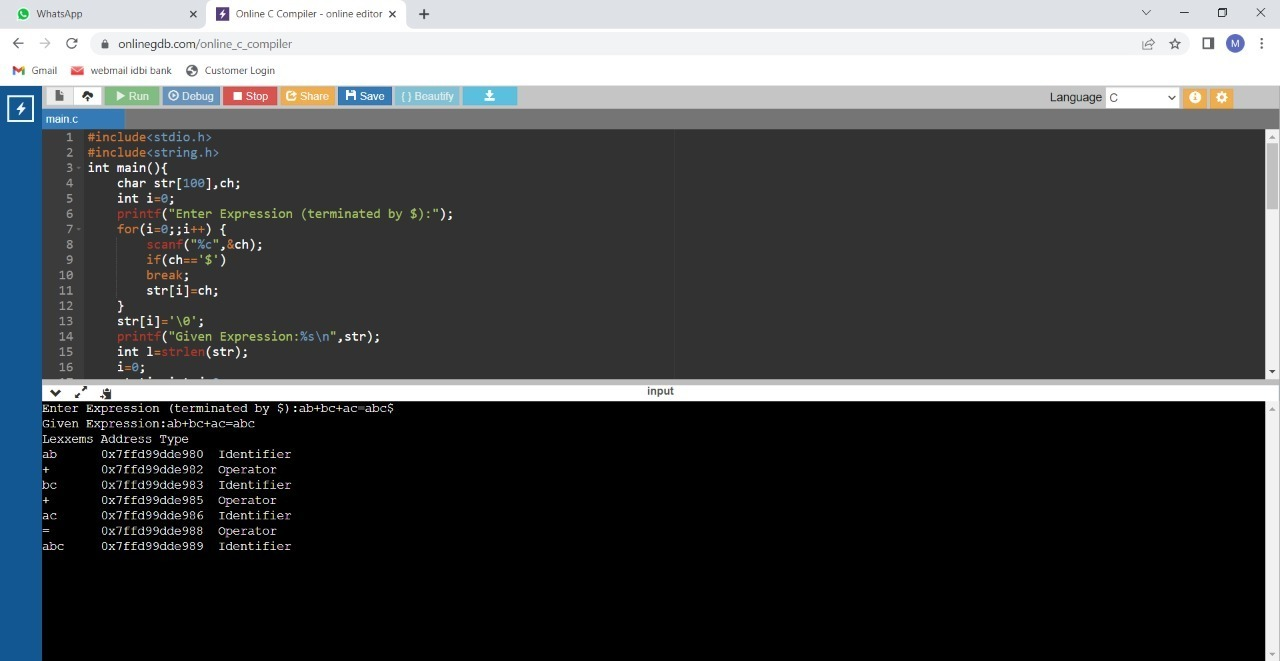 WhatsApp
Online C Compiler - online editor
onlinegdb.com/online_c_compiler
M
Gmail webmail idbi bank Customer Login
Run Debug Stop Share Save {} Beautify Language C
main.c
1 #include<stdio.h>
2 #include<string.h>
3 int main(){
4 char str[100],ch;
5 int i=0;
6 printf("Enter Expression (terminated by $):");
7 for(i=0;;i++) {
8 scanf("%c",&ch);
9 if(ch=='$')
10 break;
11 str[i]=ch;
12 }
13 str[i]='\0';
14 printf("Given Expression:%s\n",str);
15 int l=strlen(str);
16 i=0;
input
Enter Expression (terminated by $):ab+bc+ac=abc$
Given Expression:ab+bc+ac=abc
Lexxems Address Type
ab 0x7ffd99dde980 Identifier
+ 0x7ffd99dde982 Operator
bc 0x7ffd99dde983 Identifier
+ 0x7ffd99dde985 Operator
ac 0x7ffd99dde986 Identifier
= 0x7ffd99dde988 Operator
abc 0x7ffd99dde989 Identifier